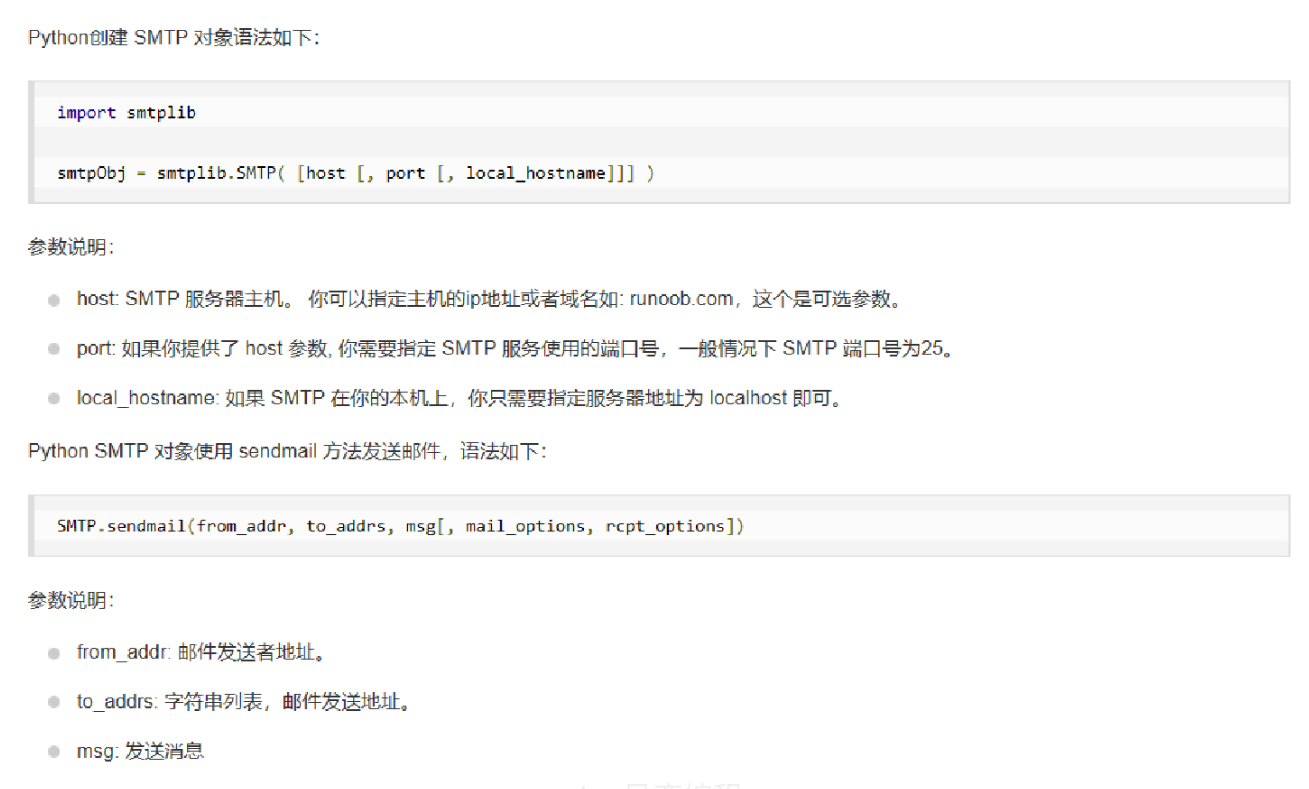 Python创建 SMTP 对象语法如下：
import smtplib
smtpObj = smtplib.SMTP( [host [, port [, local_hostname]]] )
参数说明：
host: SMTP 服务器主机。 你可以指定主机的ip地址或者域名如: runoob.com，这个是可选参数。
port: 如果你提供了 host 参数, 你需要指定 SMTP 服务使用的端口号，一般情况下 SMTP 端口号为25。
local_hostname: 如果 SMTP 在你的本机上，你只需要指定服务器地址为 localhost 即可。
Python SMTP 对象使用 sendmail 方法发送邮件，语法如下：
SMTP.sendmail(from_addr, to_addrs, msg[, mail_options, rcpt_options])
参数说明：
from_addr: 邮件发送者地址。
to_addrs: 字符串列表，邮件发送地址。
msg: 发送消息